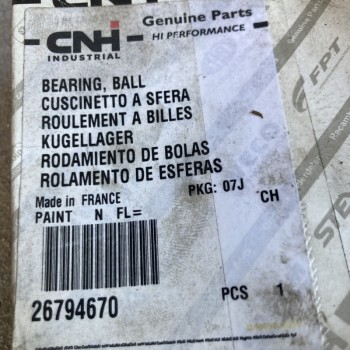 CNH
INDUSTRIAL
Genuine Parts
HI PERFORMANCE
BEARING, BALL
CUSCINETTO A SFERA
ROULEMENT A BILLES
KUGELLAGER
RODAMIENTO DE BOLAS
ROLAMENTO DE ESFERAS
Made in FRANCE
PKG: 07J
CH
PAINT N FL=
26794670
PCS 1
FPT